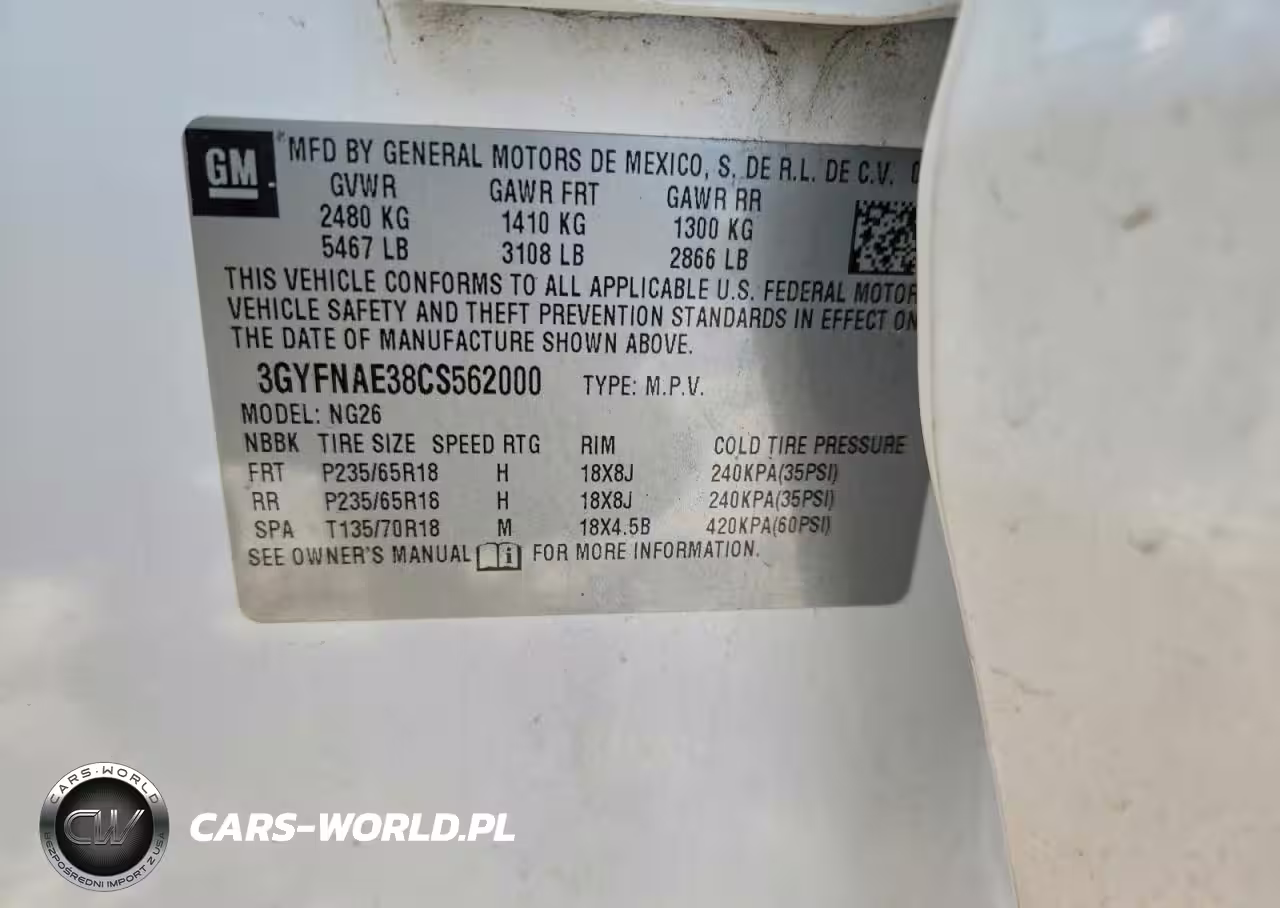 GM
MFD BY GENERAL MOTORS DE MEXICO, S. DE R.L. DE C.V.
GVWR GAWR FRT GAWR RR
2480 KG 1410 KG 1300 KG
5467 LB 3108 LB 2866 LB
THIS VEHICLE CONFORMS TO ALL APPLICABLE U.S. FEDERAL MOTOR
VEHICLE SAFETY AND THEFT PREVENTION STANDARDS IN EFFECT ON
THE DATE OF MANUFACTURE SHOWN ABOVE.
3GYFNAE38CS562000 TYPE: M.P.V.
MODEL: NG26
NBBK TIRE SIZE SPEED RTG RIM COLD TIRE PRESSURE
FRT P235/65R18 H 18X8J 240KPA(35PSI)
RR P235/65R18 H 18X8J 240KPA(35PSI)
SPA T135/70R18 M 18X4.5B 420KPA(60PSI)
SEE OWNER'S MANUAL FOR MORE INFORMATION.
CARS-WORLD
CW
BEZPOŚREDNI IMPORT Z USA
CARS-WORLD.PL